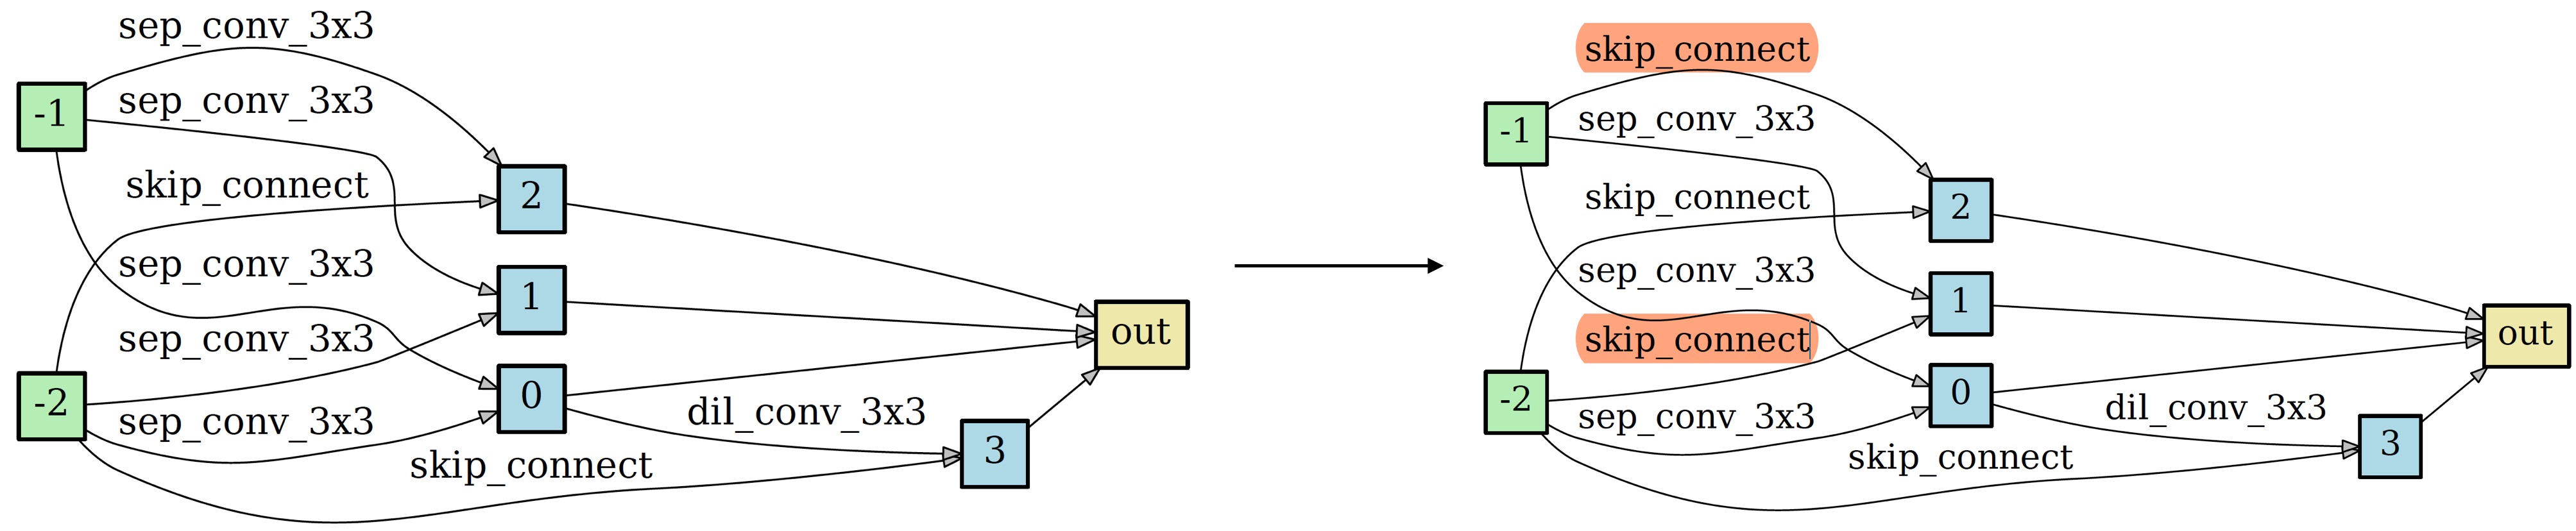 sep_conv_3x3
-1
sep_conv_3x3
skip_connect
2
sep_conv_3x3
1
sep_conv_3x3
out
-2
0
sep_conv_3x3
dil_conv_3x3
skip_connect
3
skip_connect
-1
sep_conv_3x3
skip_connect
2
sep_conv_3x3
1
skip_connect
out
-2
0
sep_conv_3x3
dil_conv_3x3
skip_connect
3